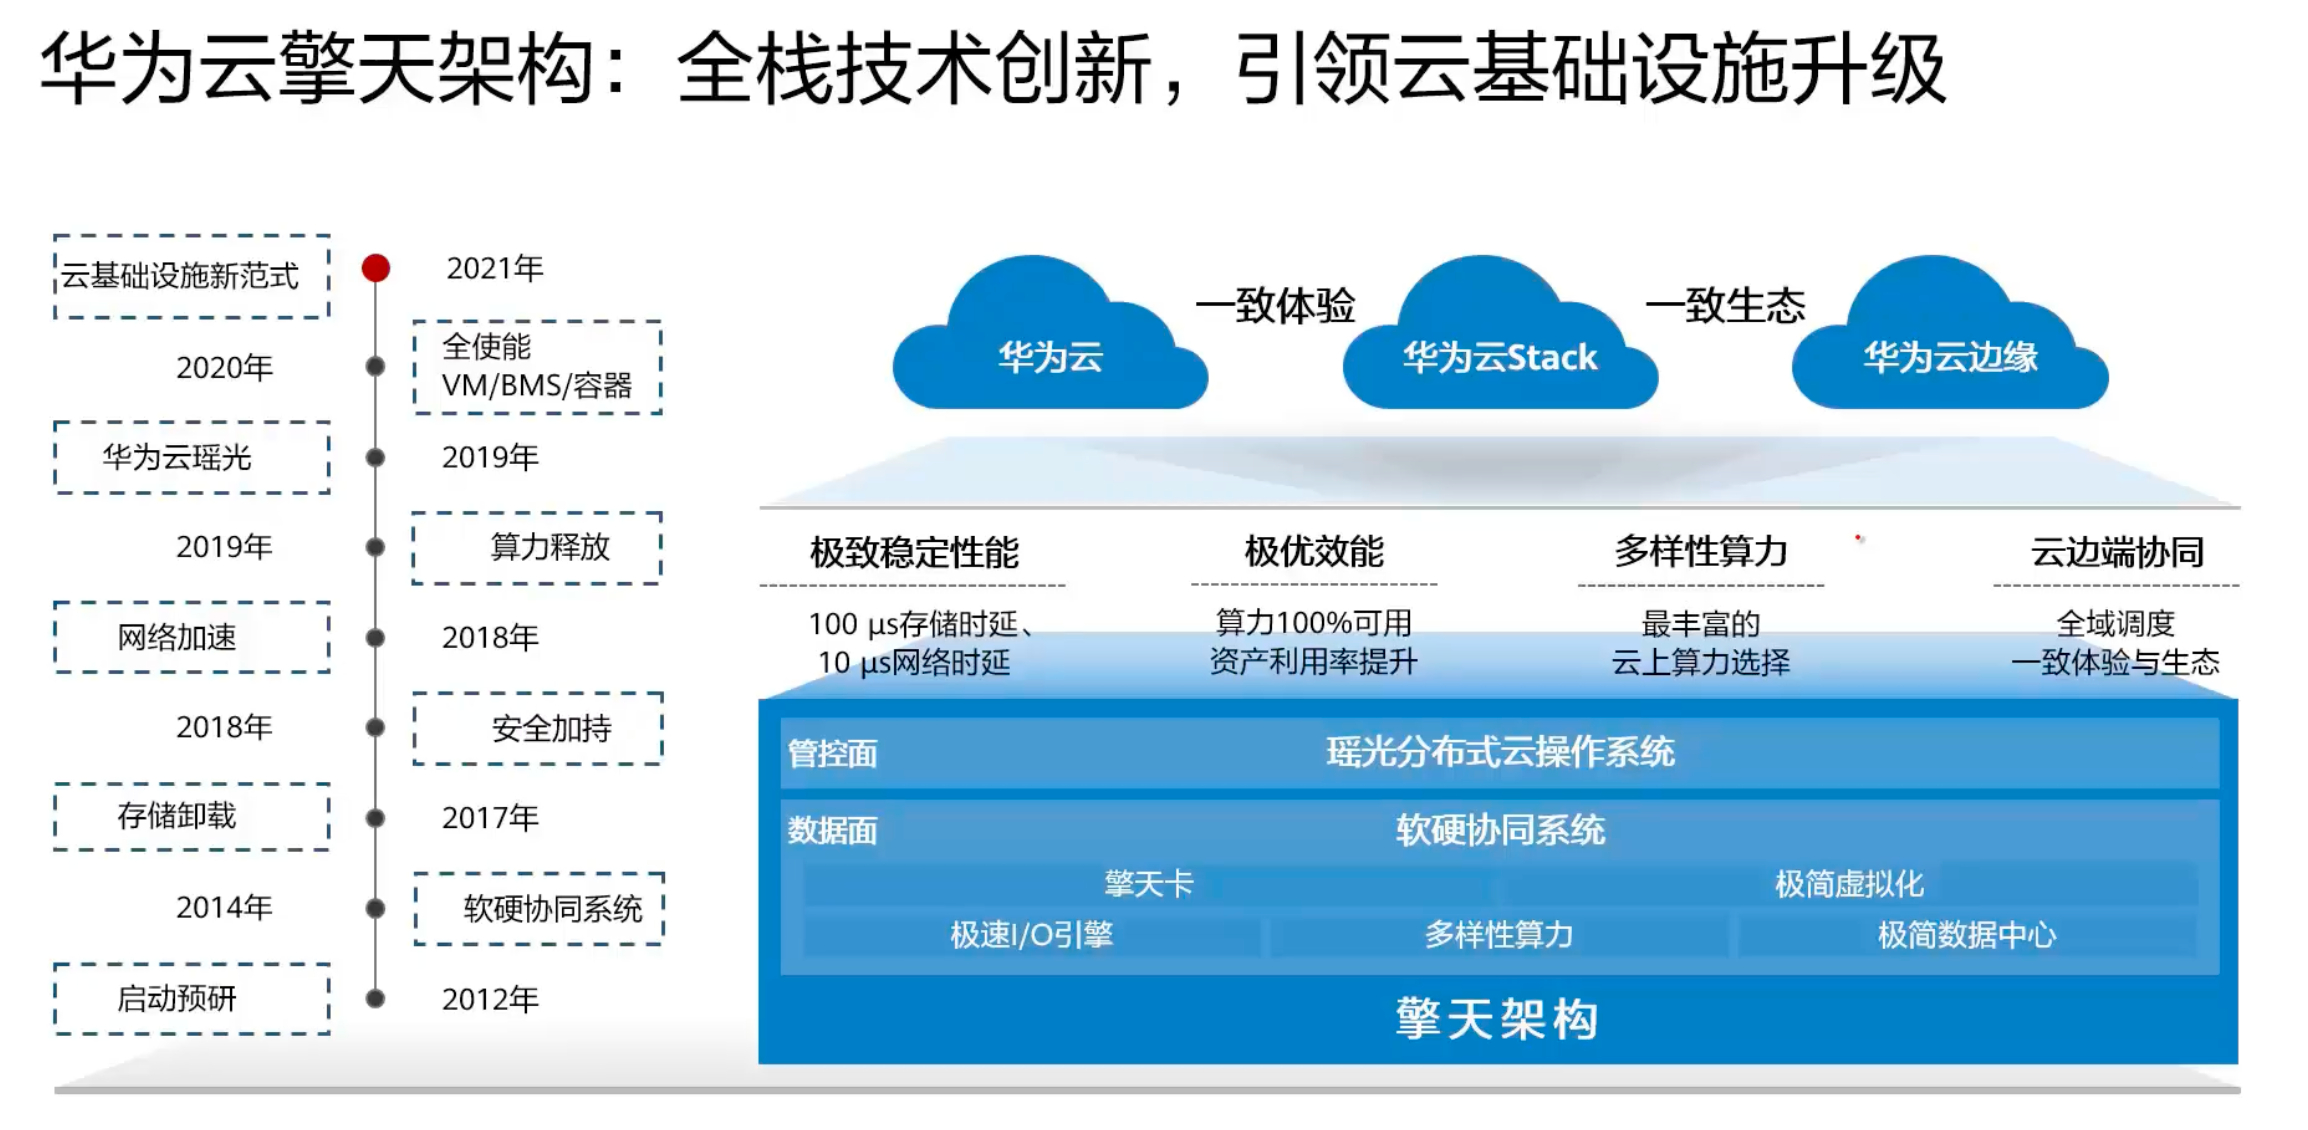 华为云擎天架构：全栈技术创新，引领云基础设施升级
云基础设施新范式
2021年
2020年
全使能
VM/BMS/容器
华为云瑶光
2019年
2019年
算力释放
网络加速
2018年
2018年
安全加持
存储卸载
2017年
2014年
软硬协同系统
启动预研
2012年
华为云
一致体验
华为云Stack
一致生态
华为云边缘
极致稳定性能
极优效能
多样性算力
云边端协同
100 μs存储时延、
10 μs网络时延
算力100%可用
资产利用率提升
最丰富的
云上算力选择
全域调度
一致体验与生态
管控面
瑶光分布式云操作系统
数据面
软硬协同系统
擎天卡
极简虚拟化
极速I/O引擎
多样性算力
极简数据中心
擎天架构